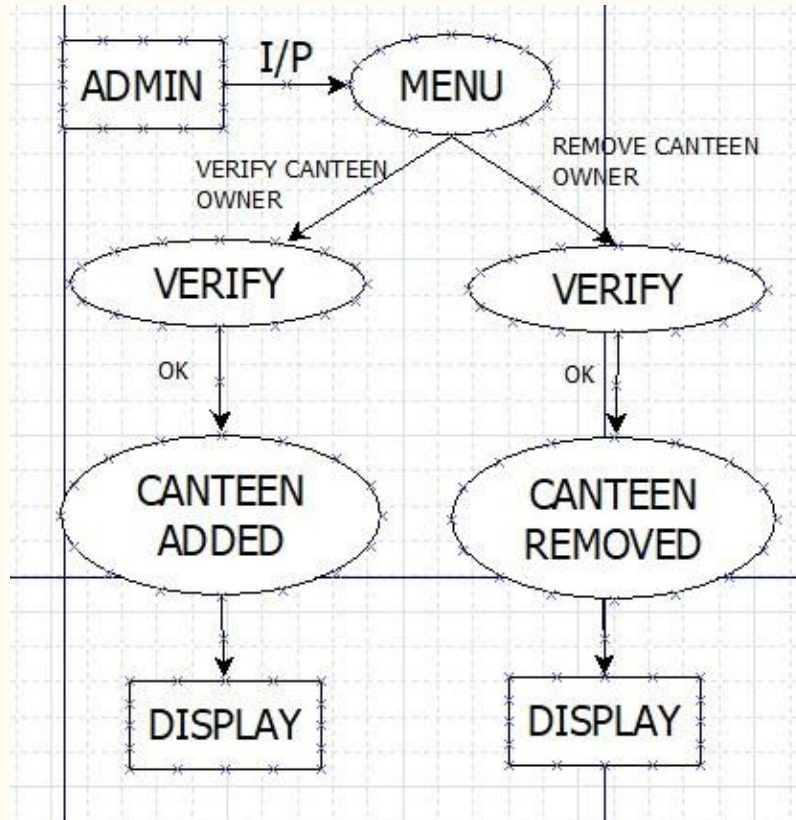 ADMIN
I/P
MENU
VERIFY CANTEEN
OWNER
REMOVE CANTEEN
OWNER
VERIFY
VERIFY
OK
OK
CANTEEN
ADDED
CANTEEN
REMOVED
DISPLAY
DISPLAY